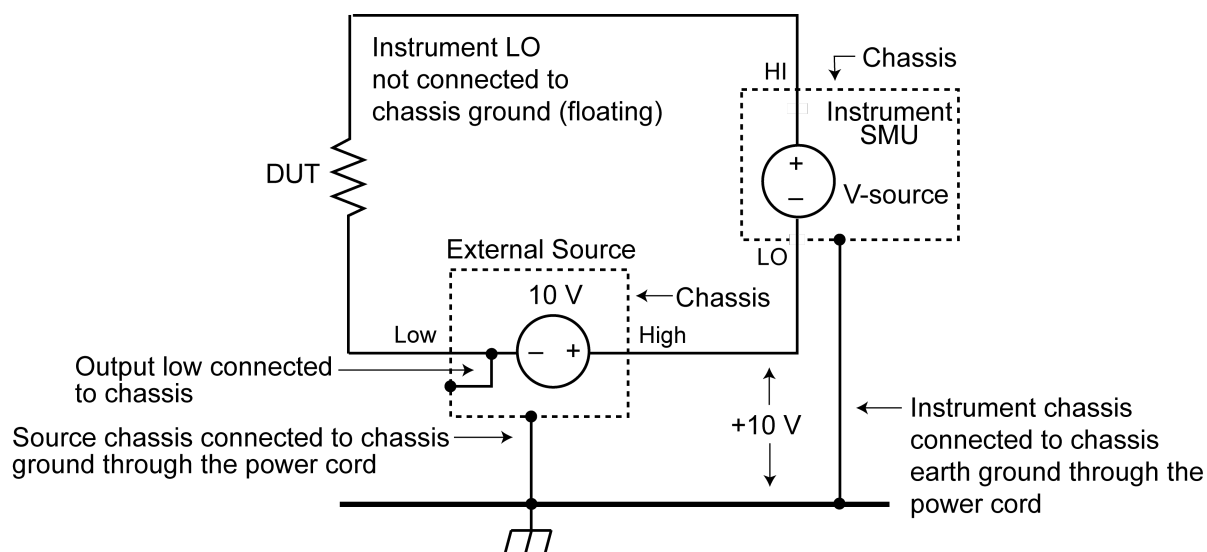 Instrument LO
not connected to
chassis ground (floating)
HI
Chassis
Instrument
SMU
+
–
V-source
LO
DUT
External Source
10 V
Chassis
Low
– +
High
Output low connected
to chassis
+10 V
Source chassis connected to chassis
ground through the power cord
Instrument chassis
connected to chassis
earth ground through the
power cord